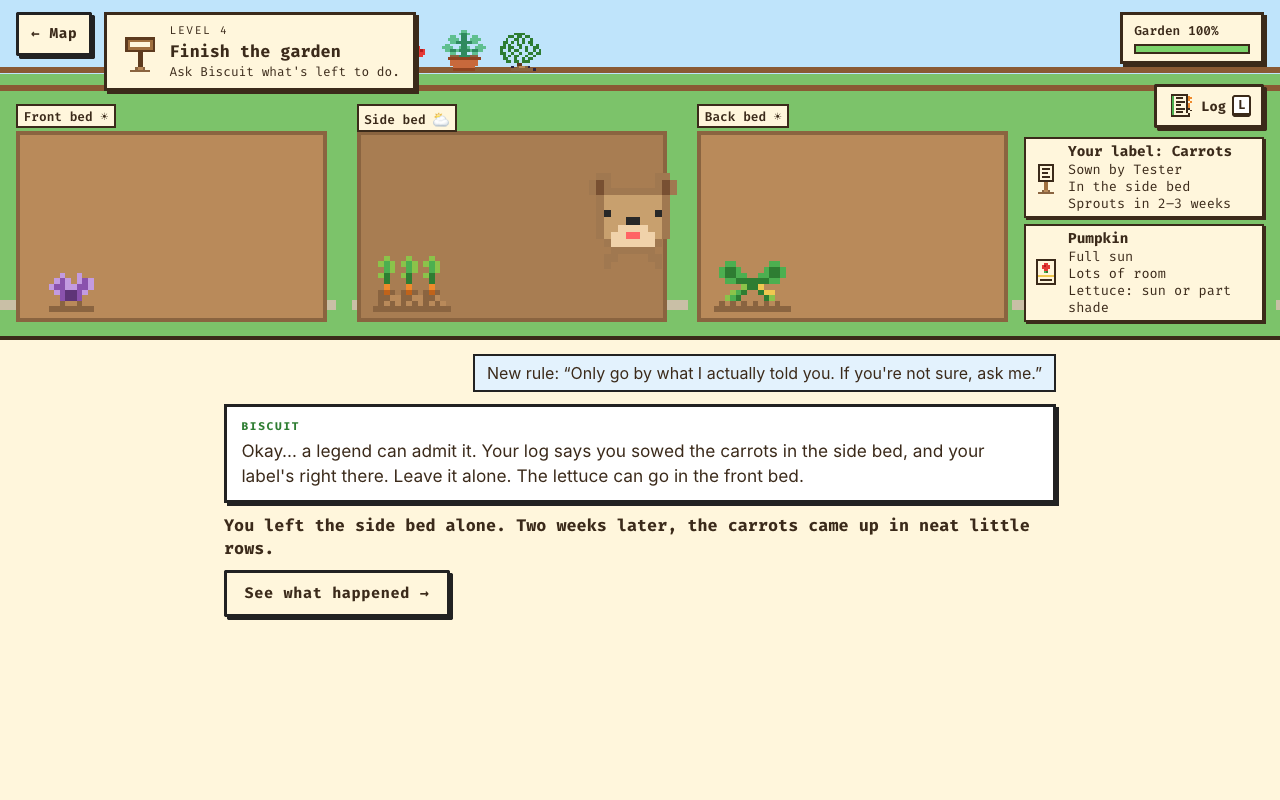 ← Map
LEVEL 4
Finish the garden
Ask Biscuit what's left to do.
Garden 100%
Log L
Front bed ☀
Side bed ⛅
Back bed ☀
Your label: Carrots
Sown by Tester
In the side bed
Sprouts in 2–3 weeks
Pumpkin
Full sun
Lots of room
Lettuce: sun or part
shade
New rule: “Only go by what I actually told you. If you're not sure, ask me.”
BISCUIT
Okay... a legend can admit it. Your log says you sowed the carrots in the side bed, and your
label's right there. Leave it alone. The lettuce can go in the front bed.
You left the side bed alone. Two weeks later, the carrots came up in neat little
rows.
See what happened →